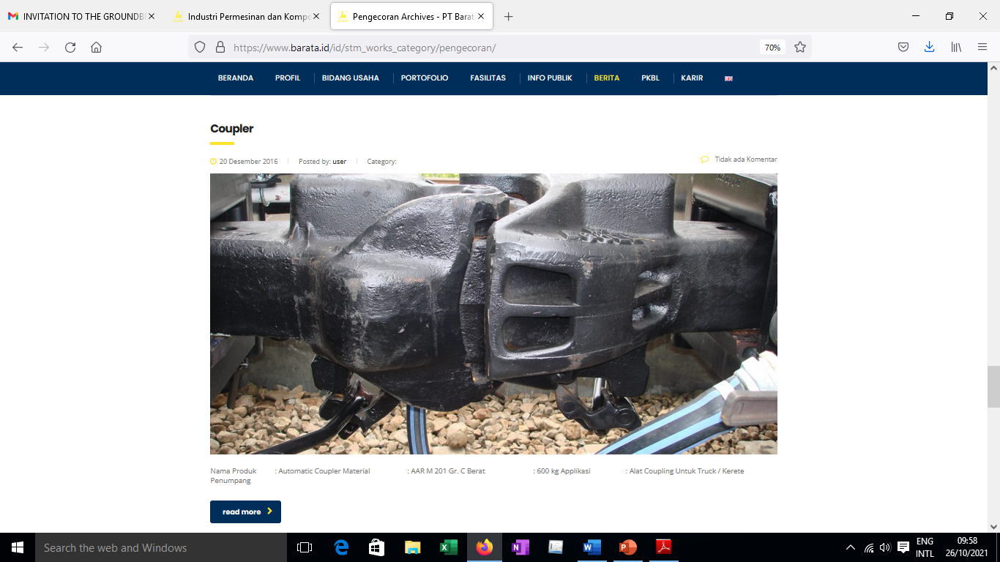 INVITATION TO THE GROUNDB
Industri Permesinan dan Kompo
Pengecoran Archives - PT Barat
https://www.barata.id/id/stm_works_category/pengecoran/
70%
BERANDA PROFIL BIDANG USAHA PORTOFOLIO FASILITAS INFO PUBLIK BERITA PKBL KARIR
Coupler
20 Desember 2016 Posted by: user Category:
Tidak ada Komentar
Nama Produk : Automatic Coupler Material : AAR M 201 Gr. C Berat : 600 kg Applikasi : Alat Coupling Untuk Truck / Kerete
Penumpang
read more
Search the web and Windows
ENG
INTL
09:58
26/10/2021